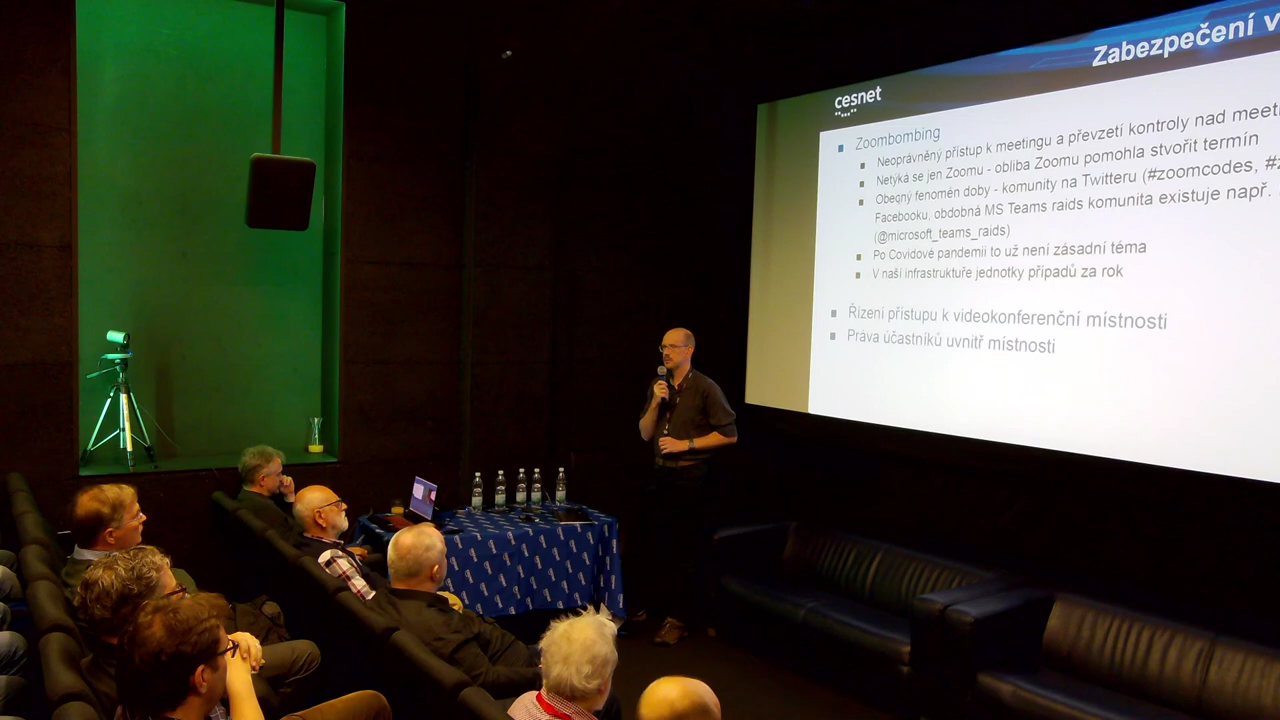 Zabezpečení v
cesnet
Zoombombing
Neoprávněný přístup k meetingu a převzetí kontroly nad meeti
Netýká se jen Zoomu - obliba Zoomu pomohla stvořit termín
Obecný fenomén doby - komunity na Twitteru (#zoomcodes, #z
Facebooku, obdobná MS Teams raids komunita existuje např.
(@microsoft_teams_raids)
Po Covidové pandemii to už není zásadní téma
V naší infrastruktuře jednotky případů za rok
Řízení přístupu k videokonferenční místnosti
Práva účastníků uvnitř místnosti